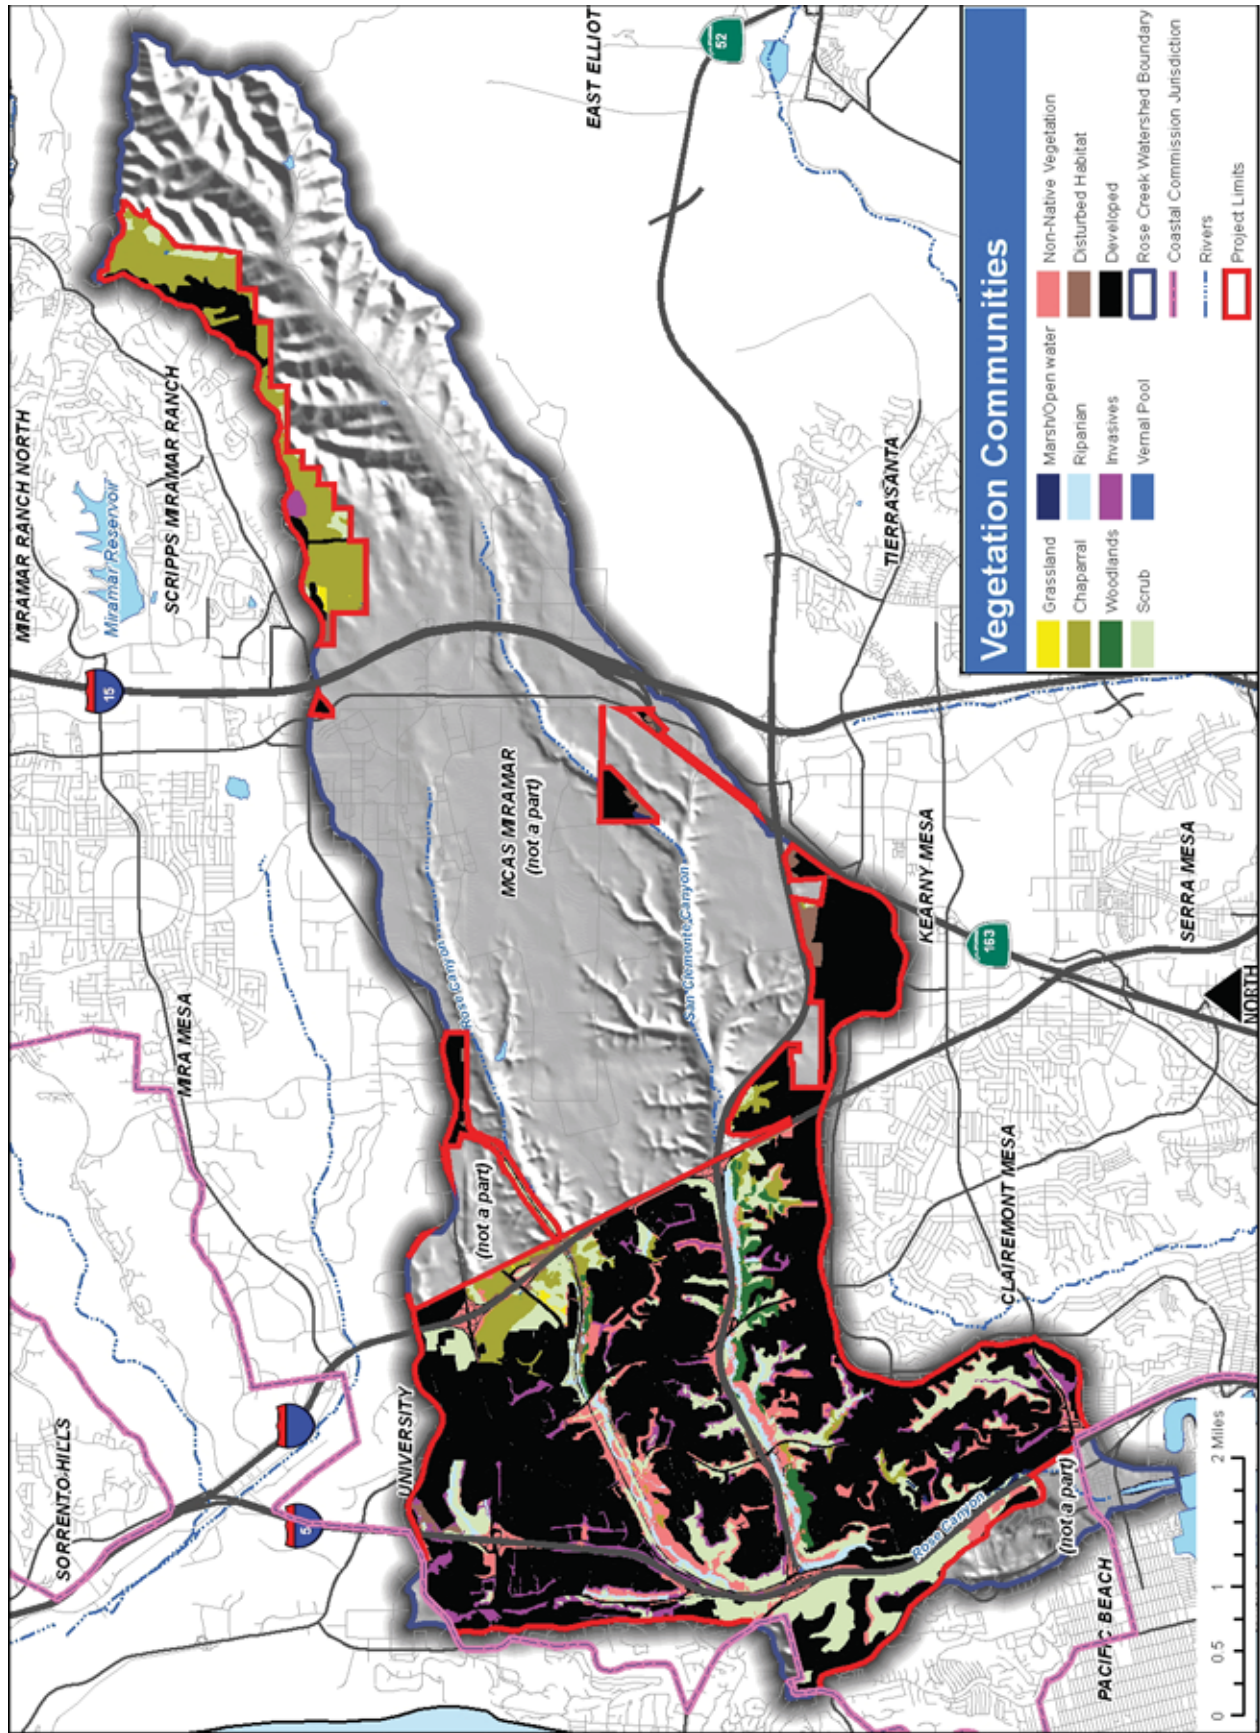 MIRAMAR RANCH NORTH
Miramar Reservoir
SCRIPPS MIRAMAR RANCH
15
EAST ELLIOT
52
MIRA MESA
SORRENTO HILLS
5
UNIVERSITY
(not a part)
Rose Canyon
MCAS MIRAMAR
(not a part)
San Clemente Canyon
TIERRASANTA
KEARNY MESA
163
SERRA MESA
CLAIREMONT MESA
Rose Canyon
(not a part)
PACIFIC BEACH
NORTH
0 0.5 1 2 Miles
Vegetation Communities
Grassland
Chaparral
Woodlands
Scrub
Marsh/Open water
Riparian
Invasives
Vernal Pool
Non-Native Vegetation
Disturbed Habitat
Developed
Rose Creek Watershed Boundary
Coastal Commission Jurisdiction
Rivers
Project Limits